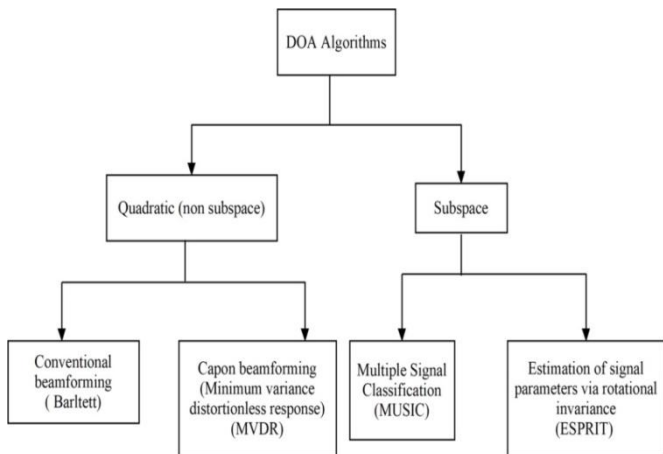 DOA Algorithms
Quadratic (non subspace)
Subspace
Conventional
beamforming
( Barltett)
Capon beamforming
(Minimum variance
distortionless response)
MVDR)
Multiple Signal
Classification
(MUSIC)
Estimation of signal
parameters via rotational
invariance
(ESPRIT)